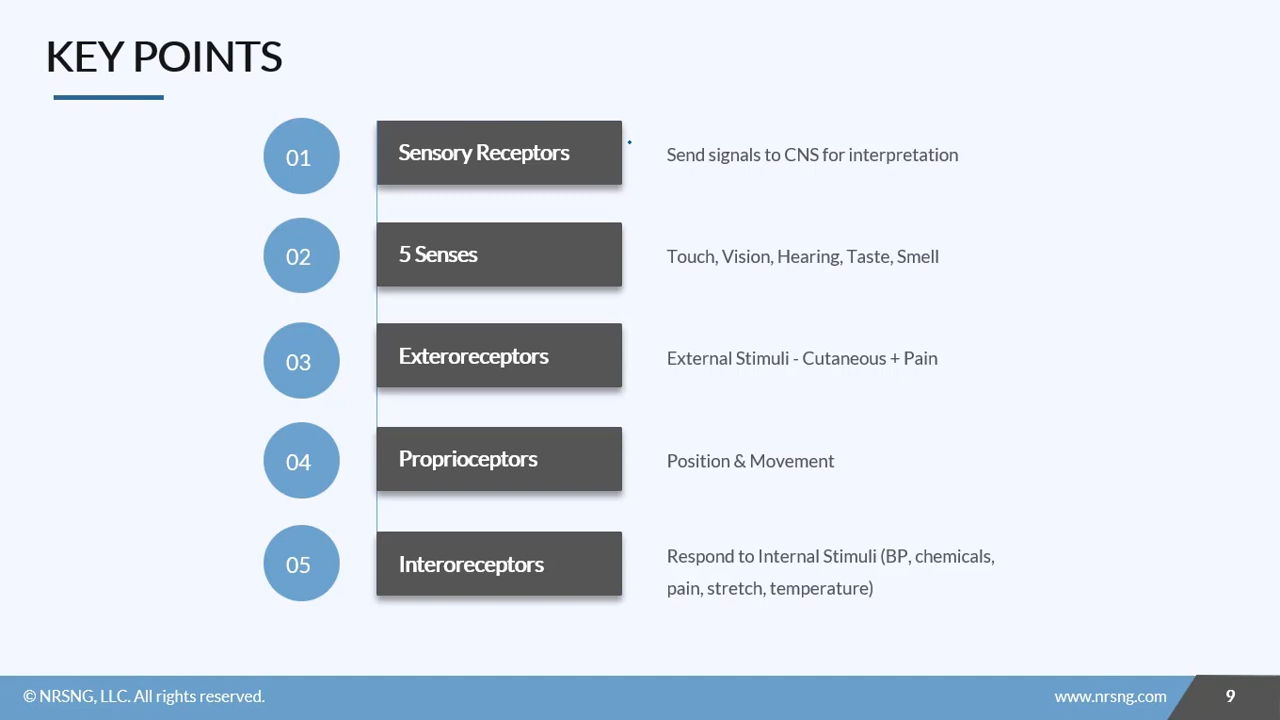 KEY POINTS
01
Sensory Receptors
Send signals to CNS for interpretation
02
5 Senses
Touch, Vision, Hearing, Taste, Smell
03
Exteroreceptors
External Stimuli - Cutaneous + Pain
04
Proprioceptors
Position & Movement
05
Interoreceptors
Respond to Internal Stimuli (BP, chemicals,
pain, stretch, temperature)
© NRSNG, LLC. All rights reserved.
www.nrsng.com
9